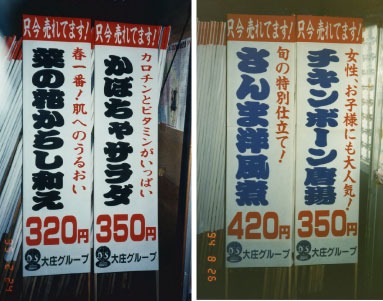 只今 売れてます!
春一番!肌へのうるおい
菜の花からし和え
320円
大庄グループ
只今 売れてます!
カロチンとビタミンがいっぱい
かぼちゃサラダ
350円
大庄グループ
只今 売れてます!
旬の特別仕立て!
さんま洋風煮
420円
大庄グループ
只今 売れてます!
女性、お子様にも大人気!
チキンボーン唐揚
350円
大庄グループ
94 8 26